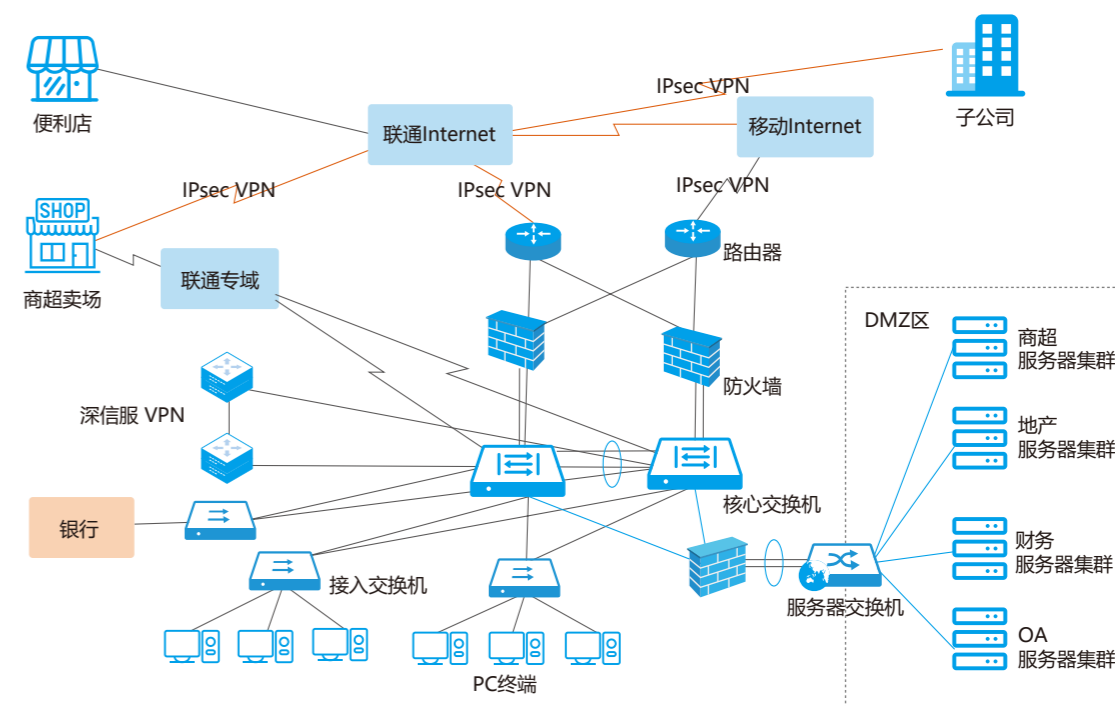 IPsec VPN
子公司
便利店
联通Internet
移动Internet
IPsec VPN
IPsec VPN
IPsec VPN
SHOP
商超卖场
联通专域
路由器
DMZ区
商超
服务器集群
防火墙
深信服 VPN
地产
服务器集群
核心交换机
银行
财务
服务器集群
接入交换机
服务器交换机
OA
服务器集群
PC终端